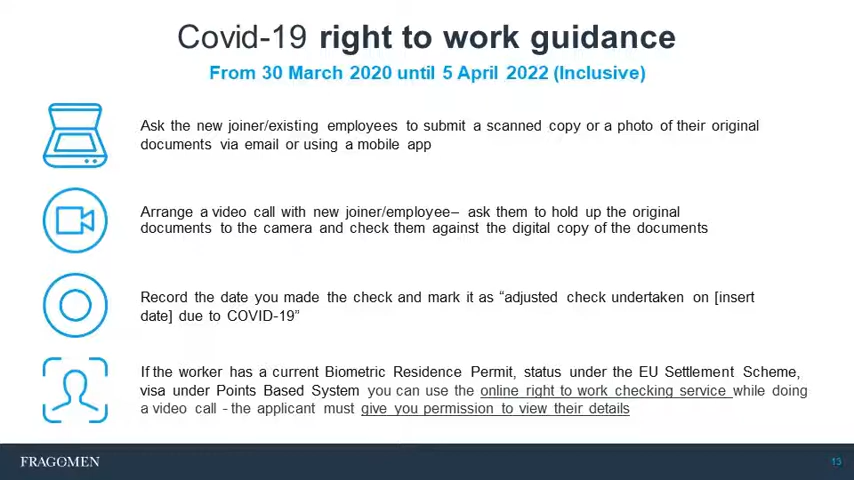 Covid-19 right to work guidance
From 30 March 2020 until 5 April 2022 (Inclusive)
Ask the new joiner/existing employees to submit a scanned copy or a photo of their original
documents via email or using a mobile app
Arrange a video call with new joiner/employee– ask them to hold up the original
documents to the camera and check them against the digital copy of the documents
Record the date you made the check and mark it as “adjusted check undertaken on [insert
date] due to COVID-19”
If the worker has a current Biometric Residence Permit, status under the EU Settlement Scheme,
visa under Points Based System you can use the online right to work checking service while doing
a video call - the applicant must give you permission to view their details
FRAGOMEN
13